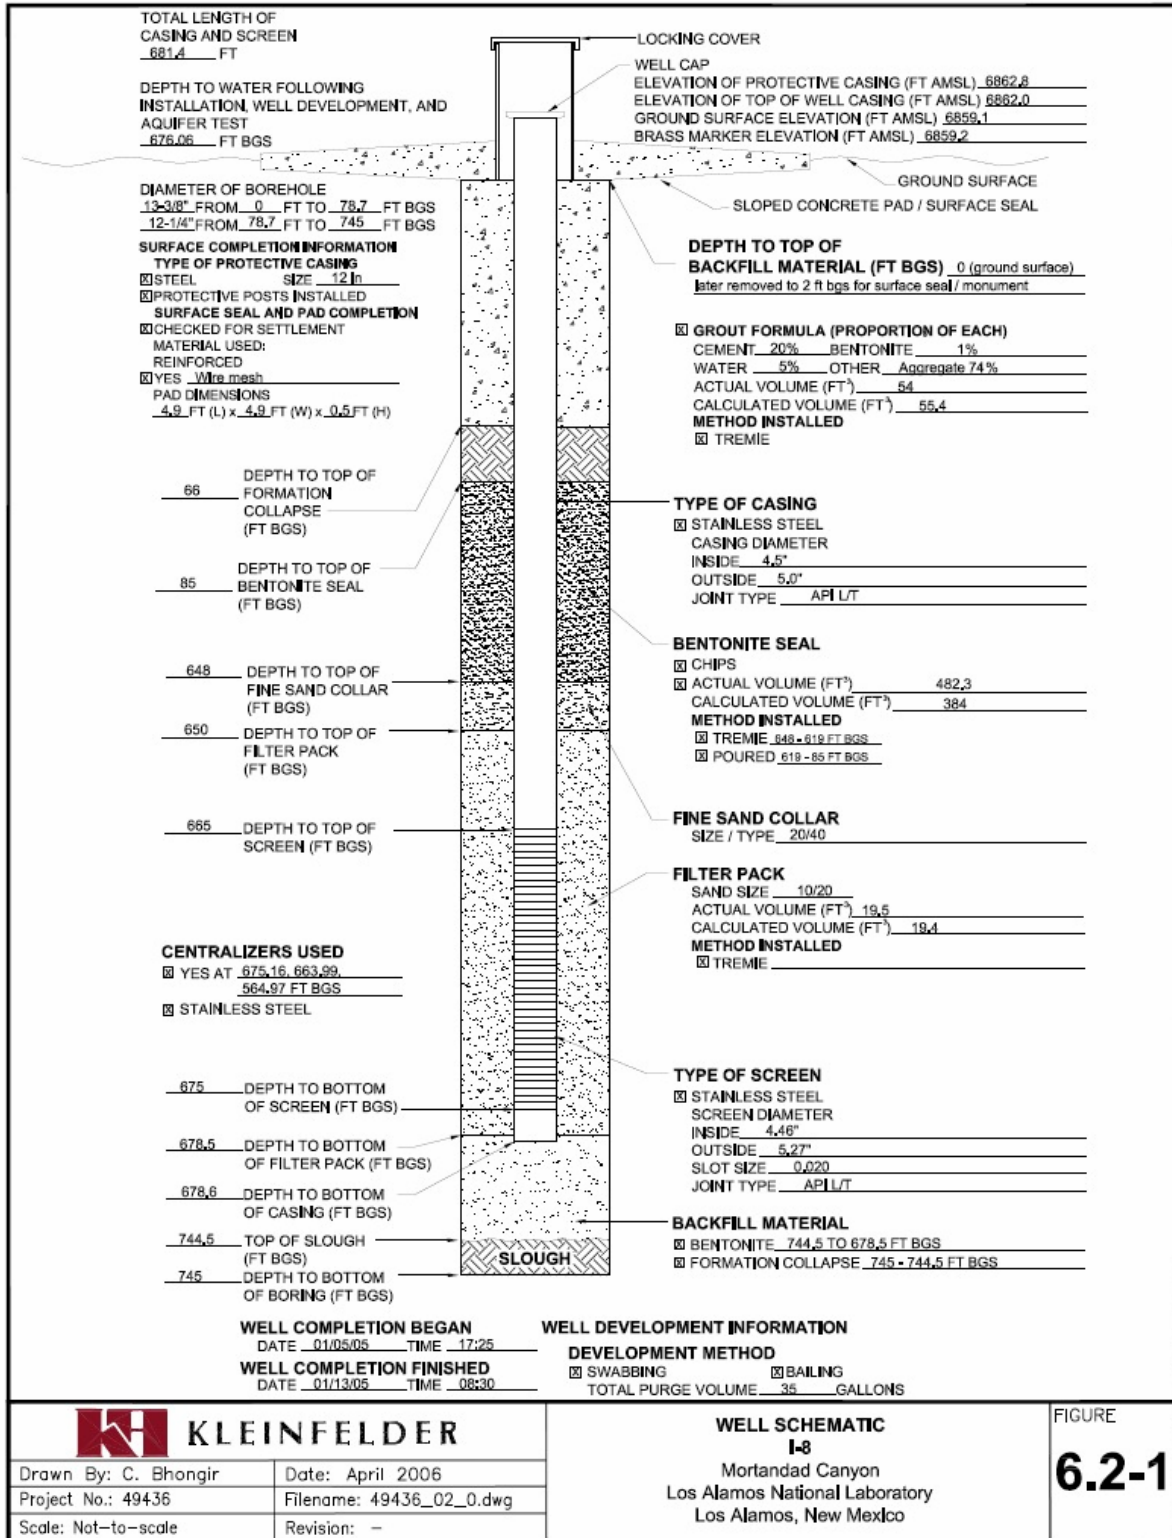 TOTAL LENGTH OF
CASING AND SCREEN
681.4 FT
DEPTH TO WATER FOLLOWING
INSTALLATION, WELL DEVELOPMENT, AND
AQUIFER TEST
676.06 FT BGS
LOCKING COVER
WELL CAP
ELEVATION OF PROTECTIVE CASING (FT AMSL) 6862.8
ELEVATION OF TOP OF WELL CASING (FT AMSL) 6862.0
GROUND SURFACE ELEVATION (FT AMSL) 6859.1
BRASS MARKER ELEVATION (FT AMSL) 6859.2
GROUND SURFACE
SLOPED CONCRETE PAD / SURFACE SEAL
DIAMETER OF BOREHOLE
13-3/8" FROM 0 FT TO 78.7 FT BGS
12-1/4" FROM 78.7 FT TO 745 FT BGS
SURFACE COMPLETION INFORMATION
TYPE OF PROTECTIVE CASING
☒ STEEL SIZE 12 in
☒ PROTECTIVE POSTS INSTALLED
SURFACE SEAL AND PAD COMPLETION
☒ CHECKED FOR SETTLEMENT
MATERIAL USED:
REINFORCED
☒ YES Wire mesh
PAD DIMENSIONS
4.9 FT (L) x 4.9 FT (W) x 0.5 FT (H)
DEPTH TO TOP OF
BACKFILL MATERIAL (FT BGS) 0 (ground surface)
later removed to 2 ft bgs for surface seal / monument
☒ GROUT FORMULA (PROPORTION OF EACH)
CEMENT 20% BENTONITE 1%
WATER 5% OTHER Aggregate 74%
ACTUAL VOLUME (FT³) 54
CALCULATED VOLUME (FT³) 55.4
METHOD INSTALLED
☒ TREMIE
66 DEPTH TO TOP OF
FORMATION
COLLAPSE
(FT BGS)
85 DEPTH TO TOP OF
BENTONITE SEAL
(FT BGS)
648 DEPTH TO TOP OF
FINE SAND COLLAR
(FT BGS)
650 DEPTH TO TOP OF
FILTER PACK
(FT BGS)
665 DEPTH TO TOP OF
SCREEN (FT BGS)
TYPE OF CASING
☒ STAINLESS STEEL
CASING DIAMETER
INSIDE 4.5"
OUTSIDE 5.0"
JOINT TYPE API L/T
BENTONITE SEAL
☒ CHIPS
☒ ACTUAL VOLUME (FT³) 482.3
CALCULATED VOLUME (FT³) 384
METHOD INSTALLED
☒ TREMIE 648 - 619 FT BGS
☒ POURED 619 - 85 FT BGS
FINE SAND COLLAR
SIZE / TYPE 20/40
FILTER PACK
SAND SIZE 10/20
ACTUAL VOLUME (FT³) 19.5
CALCULATED VOLUME (FT³) 19.4
METHOD INSTALLED
☒ TREMIE
CENTRALIZERS USED
☒ YES AT 675.16, 663.99,
564.97 FT BGS
☒ STAINLESS STEEL
675 DEPTH TO BOTTOM
OF SCREEN (FT BGS)
678.5 DEPTH TO BOTTOM
OF FILTER PACK (FT BGS)
678.6 DEPTH TO BOTTOM
OF CASING (FT BGS)
744.5 TOP OF SLOUGH
(FT BGS)
745 DEPTH TO BOTTOM
OF BORING (FT BGS)
SLOUGH
TYPE OF SCREEN
☒ STAINLESS STEEL
SCREEN DIAMETER
INSIDE 4.46"
OUTSIDE 5.27"
SLOT SIZE 0.020
JOINT TYPE API L/T
BACKFILL MATERIAL
☒ BENTONITE 744.5 TO 678.5 FT BGS
☒ FORMATION COLLAPSE 745 - 744.5 FT BGS
WELL COMPLETION BEGAN
DATE 01/05/05 TIME 17:25
WELL COMPLETION FINISHED
DATE 01/13/05 TIME 08:30
WELL DEVELOPMENT INFORMATION
DEVELOPMENT METHOD
☒ SWABBING ☒ BAILING
TOTAL PURGE VOLUME 35 GALLONS
KH KLEINFELDER
Drawn By: C. Bhongir Date: April 2006
Project No.: 49436 Filename: 49436_02_0.dwg
Scale: Not-to-scale Revision: -
WELL SCHEMATIC
I-8
Mortandad Canyon
Los Alamos National Laboratory
Los Alamos, New Mexico
FIGURE
6.2-1